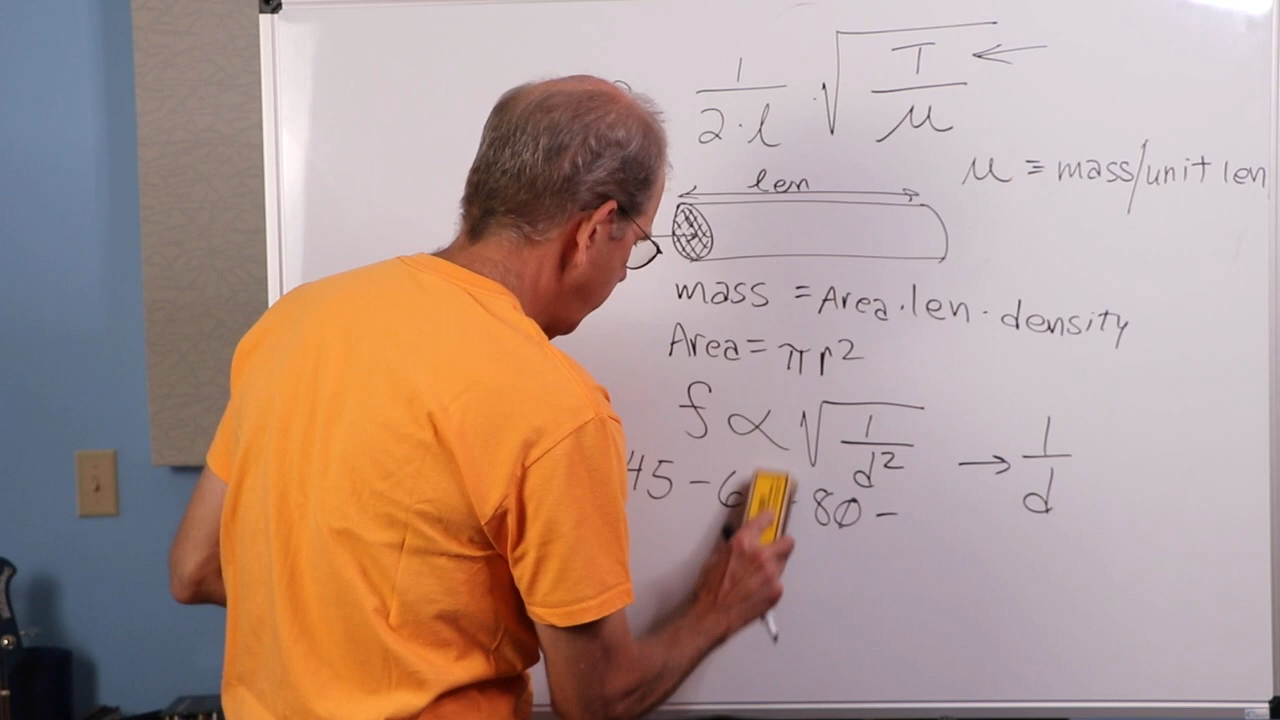 1/(2·l) · √(T/μ) ←
μ = mass/unit len
len
mass = Area·len·density
Area = πr²
f ∝ √(1/d²) → 1/d
45 - 6 80 -